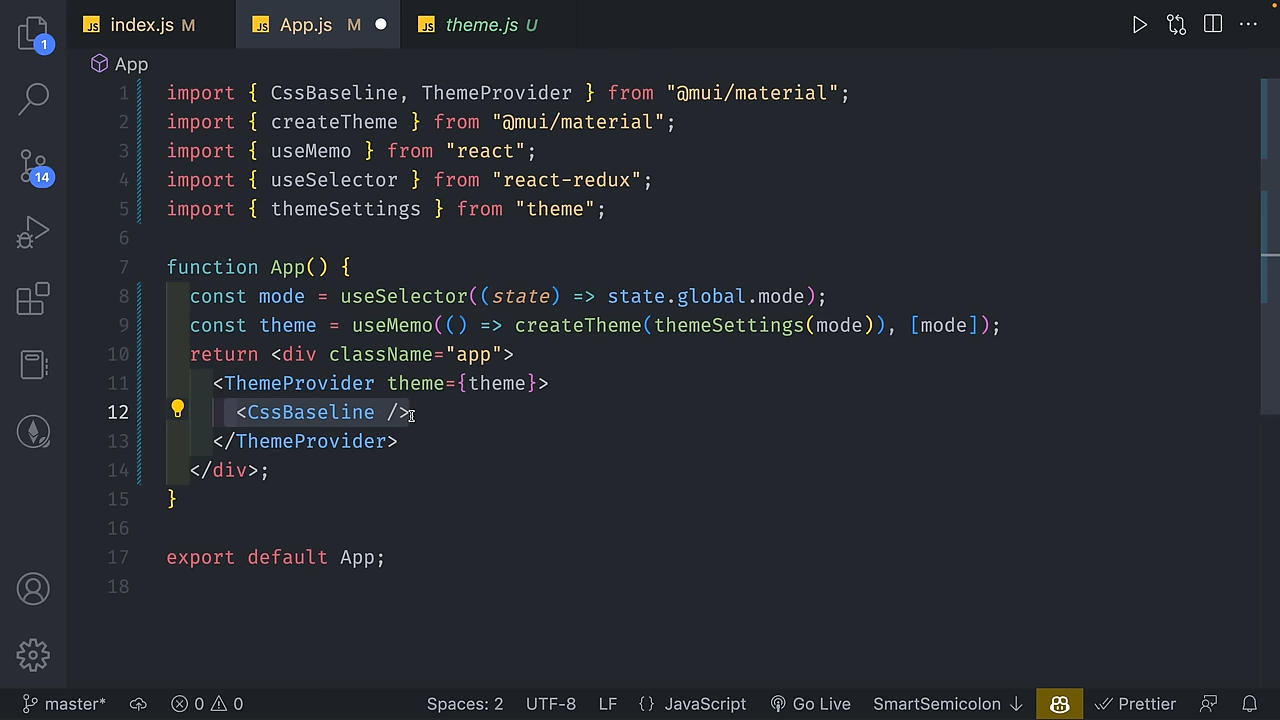 index.js M
App.js M
theme.js U
1
App
1 import { CssBaseline, ThemeProvider } from "@mui/material";
2 import { createTheme } from "@mui/material";
3 import { useMemo } from "react";
4 import { useSelector } from "react-redux";
5 import { themeSettings } from "theme";
6
7 function App() {
8 const mode = useSelector((state) => state.global.mode);
9 const theme = useMemo(() => createTheme(themeSettings(mode)), [mode]);
10 return <div className="app">
11 <ThemeProvider theme={theme}>
12 <CssBaseline />
13 </ThemeProvider>
14 </div>;
15 }
16
17 export default App;
18
14
master* 0 0 Spaces: 2 UTF-8 LF {} JavaScript Go Live SmartSemicolon ↓ Prettier